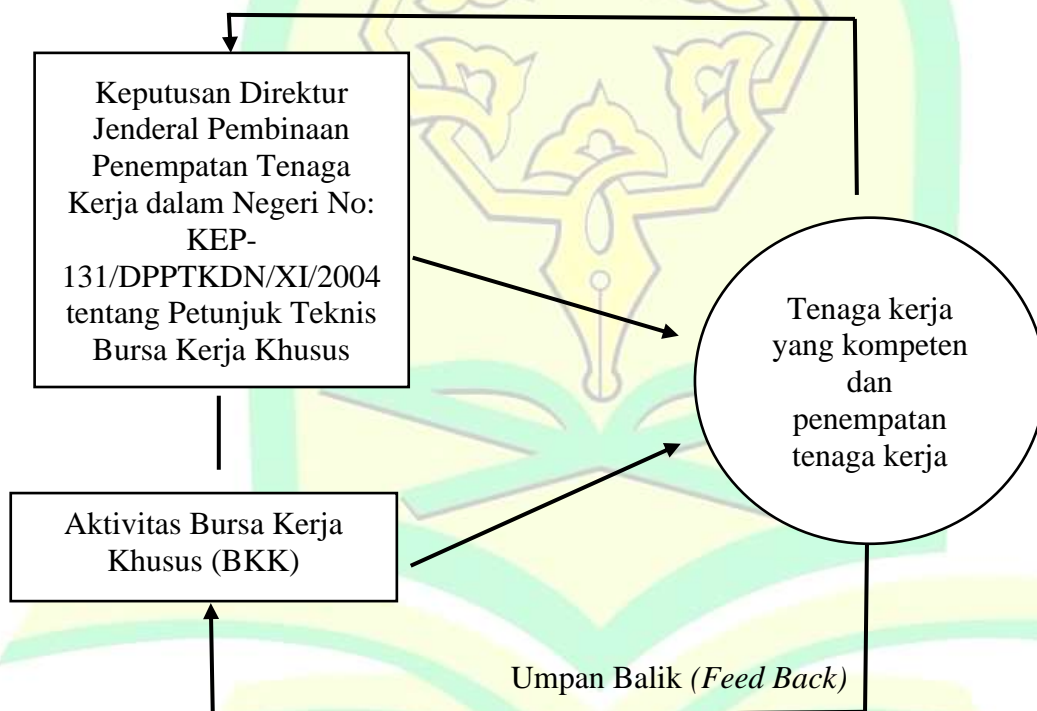 Keputusan Direktur
Jenderal Pembinaan
Penempatan Tenaga
Kerja dalam Negeri No:
KEP-
131/DPPTKDN/XI/2004
tentang Petunjuk Teknis
Bursa Kerja Khusus
Tenaga kerja
yang kompeten
dan
penempatan
tenaga kerja
Aktivitas Bursa Kerja
Khusus (BKK)
Umpan Balik (Feed Back)